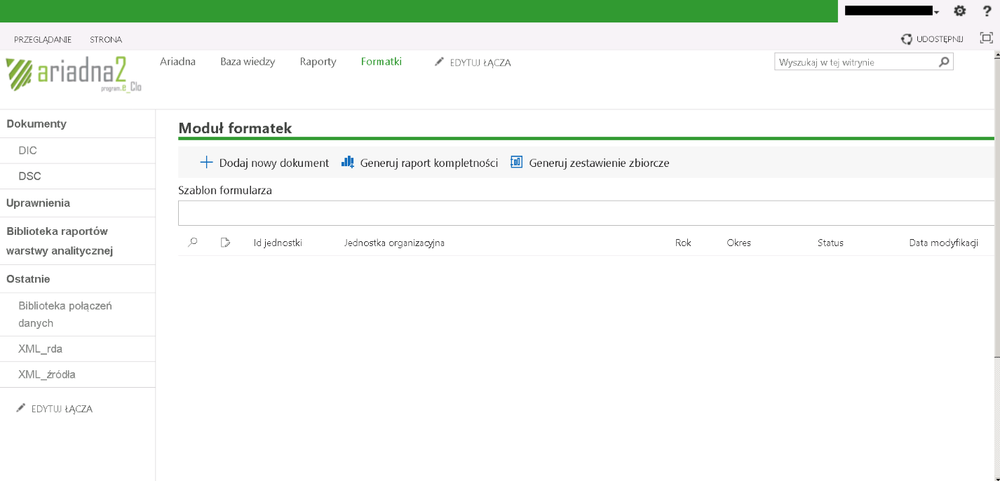 PRZEGLĄDANIE STRONA
UDOSTĘPNIJ
ariadna2
program.e_Clo
Ariadna Baza wiedzy Raporty Formatki EDYTUJ ŁĄCZA
Wyszukaj w tej witrynie
Dokumenty
DIC
DSC
Uprawnienia
Biblioteka raportów
warstwy analitycznej
Ostatnie
Biblioteka połączeń
danych
XML_rda
XML_źródła
EDYTUJ ŁĄCZA
Moduł formatek
Dodaj nowy dokument Generuj raport kompletności Generuj zestawienie zbiorcze
Szablon formularza
Id jednostki Jednostka organizacyjna Rok Okres Status Data modyfikacji